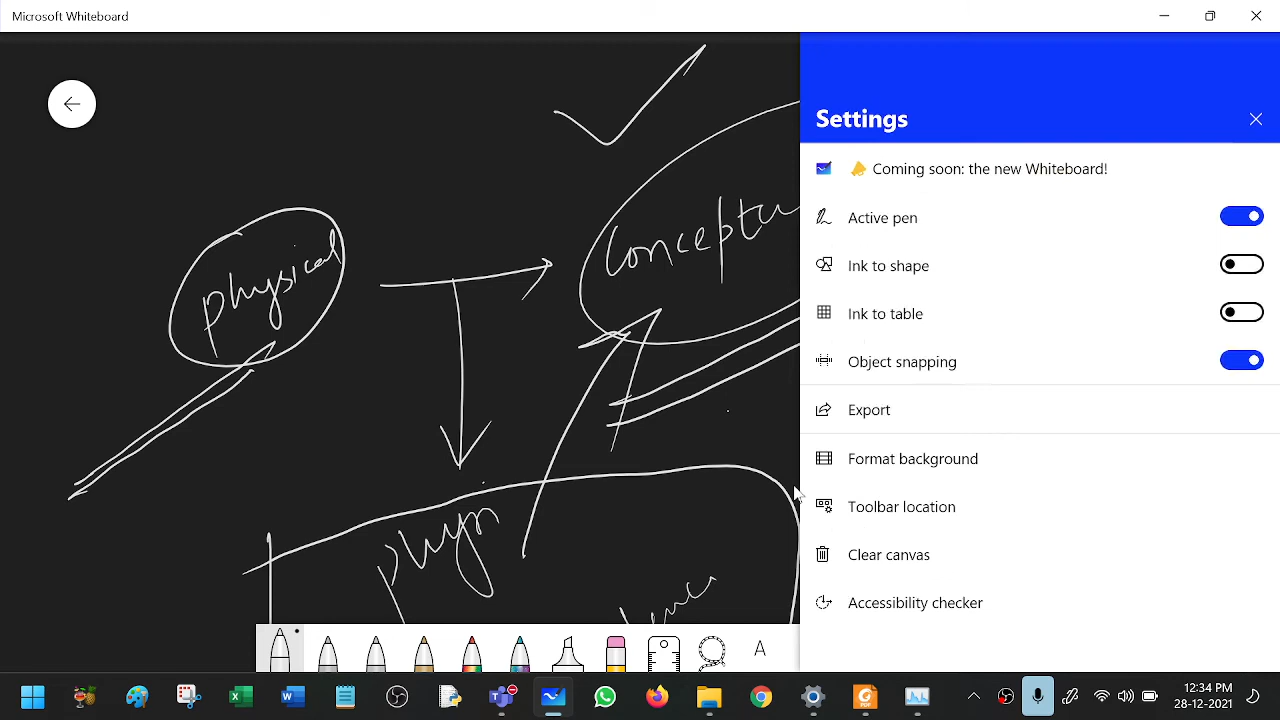 Microsoft Whiteboard
Settings
Coming soon: the new Whiteboard!
Active pen
Ink to shape
Ink to table
Object snapping
Export
Format background
Toolbar location
Clear canvas
Accessibility checker
physical
Conceptu
phys
A
12:34 PM
28-12-2021